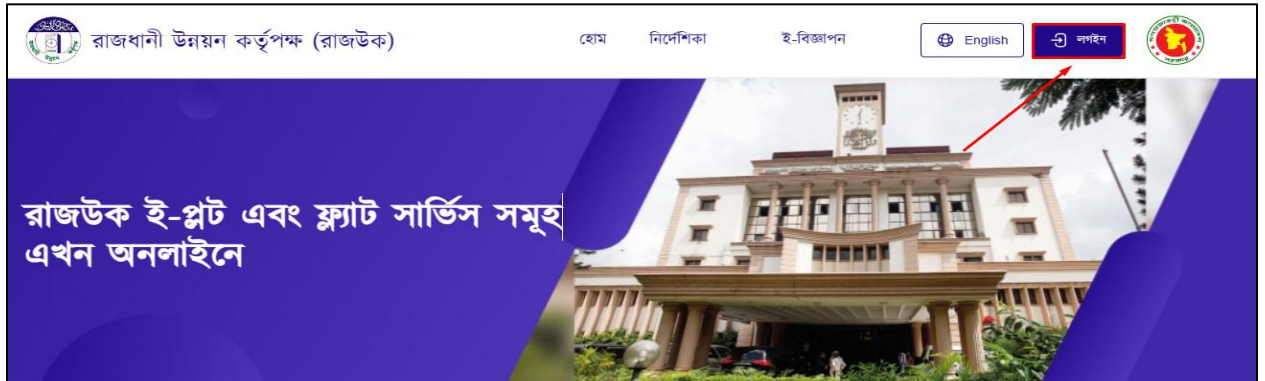 রাজধানী উন্নয়ন কর্তৃপক্ষ (রাজউক)
হোম
নির্দেশিকা
ই-বিজ্ঞাপন
English
লগইন
রাজউক ই-প্লট এবং ফ্ল্যাট সার্ভিস সমূহ
এখন অনলাইনে